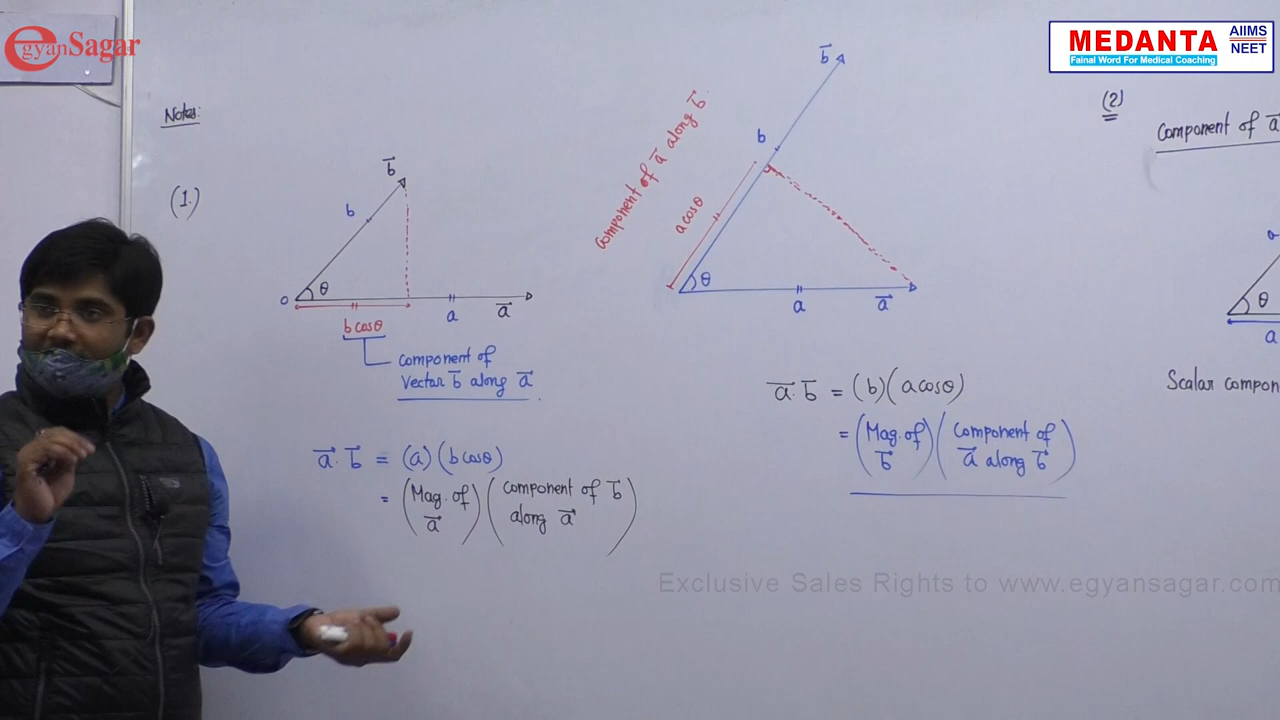 egyanSagar
MEDANTA
AIIMS
NEET
Fainal Word For Medical Coaching
Notes:
(1.)
b⃗
b
θ
O
b cosθ
a
a⃗
component of
Vector b⃗ along a⃗.
a⃗. b⃗ = (a) (b cosθ)
= (Mag. of a⃗) (component of b⃗ along a⃗)
b⃗
b
component of a⃗ along b⃗.
a cosθ
θ
a
a⃗
a⃗. b⃗ = (b) (a cosθ)
= (Mag. of b⃗) (component of a⃗ along b⃗)
(2)
Component of a⃗
a
θ
a
Scalar compon
Exclusive Sales Rights to www.egyansagar.com